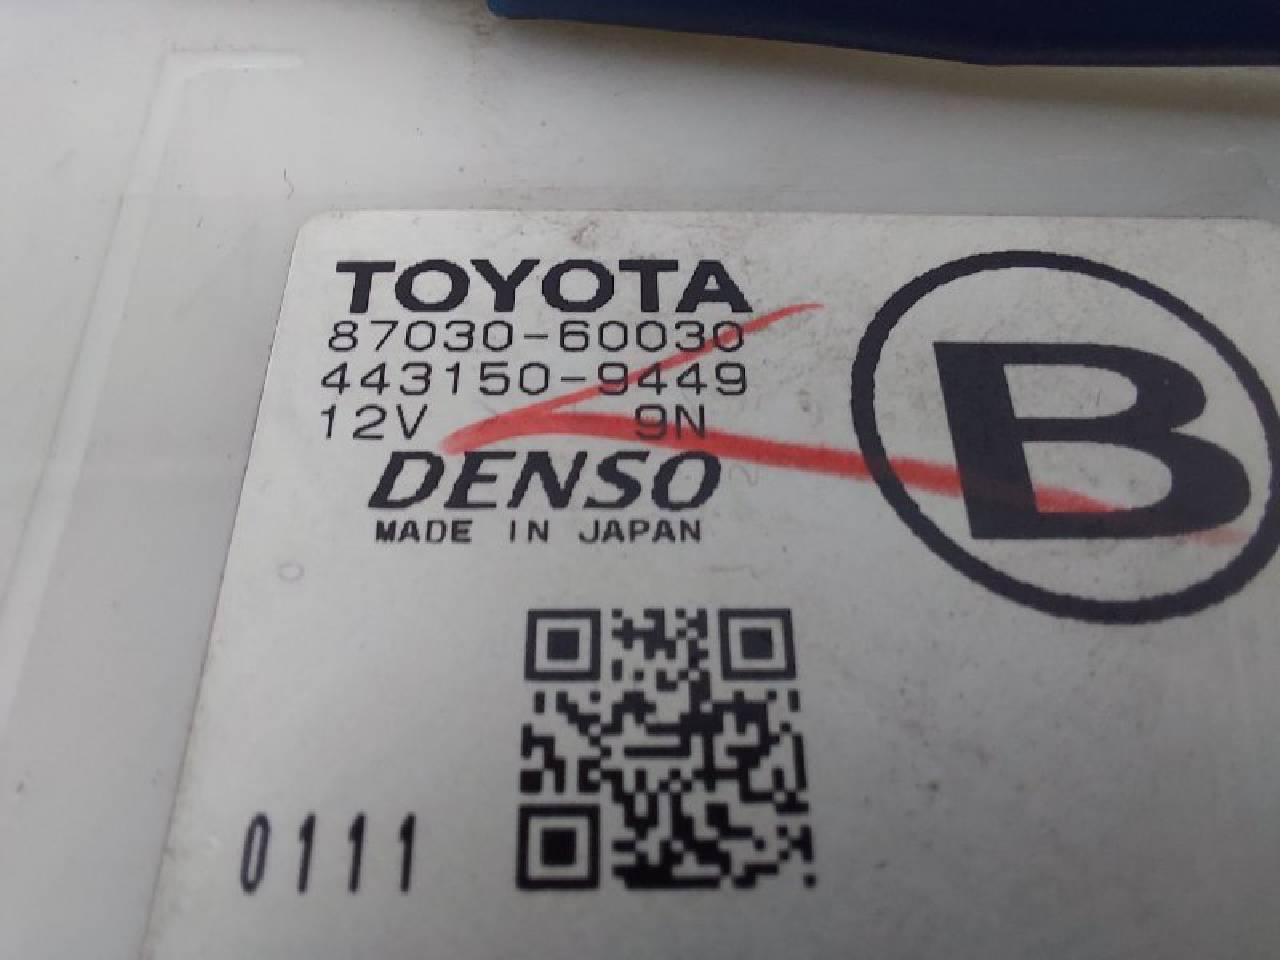 TOYOTA
87030-60030
443150-9449
12V 9N
DENSO
MADE IN JAPAN
B
0111